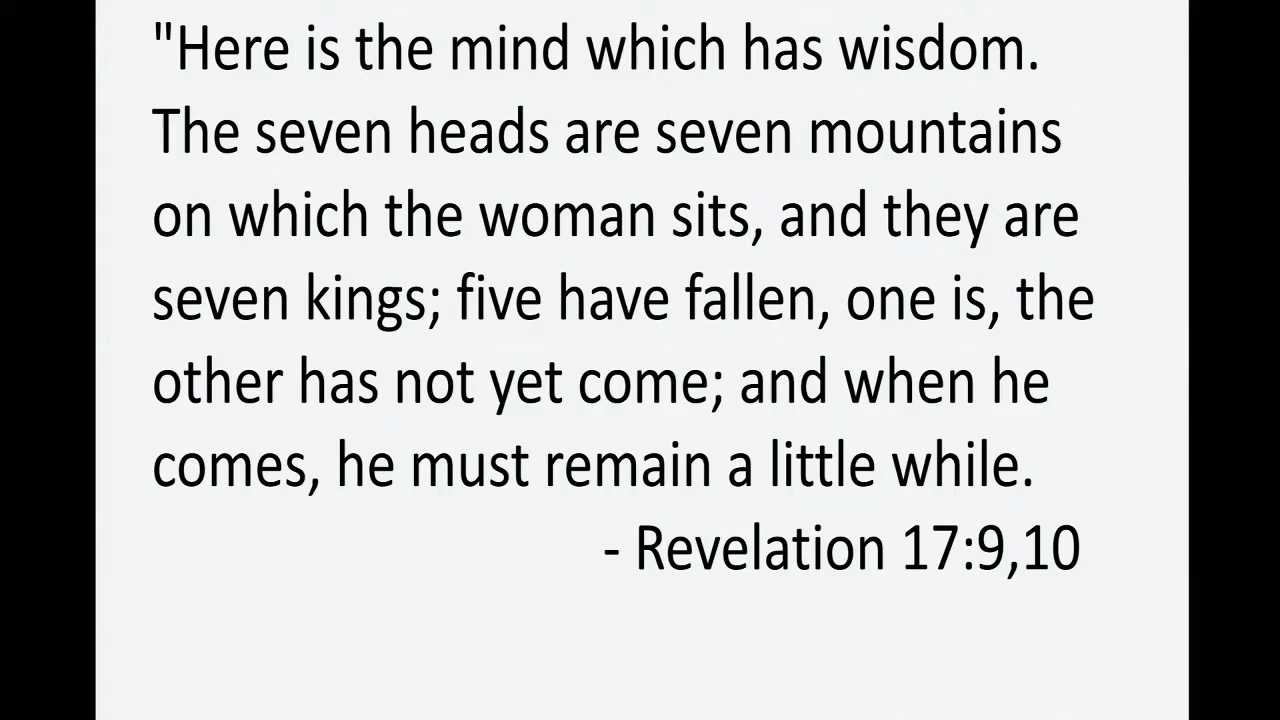 "Here is the mind which has wisdom.
The seven heads are seven mountains
on which the woman sits, and they are
seven kings; five have fallen, one is, the
other has not yet come; and when he
comes, he must remain a little while.
- Revelation 17:9,10